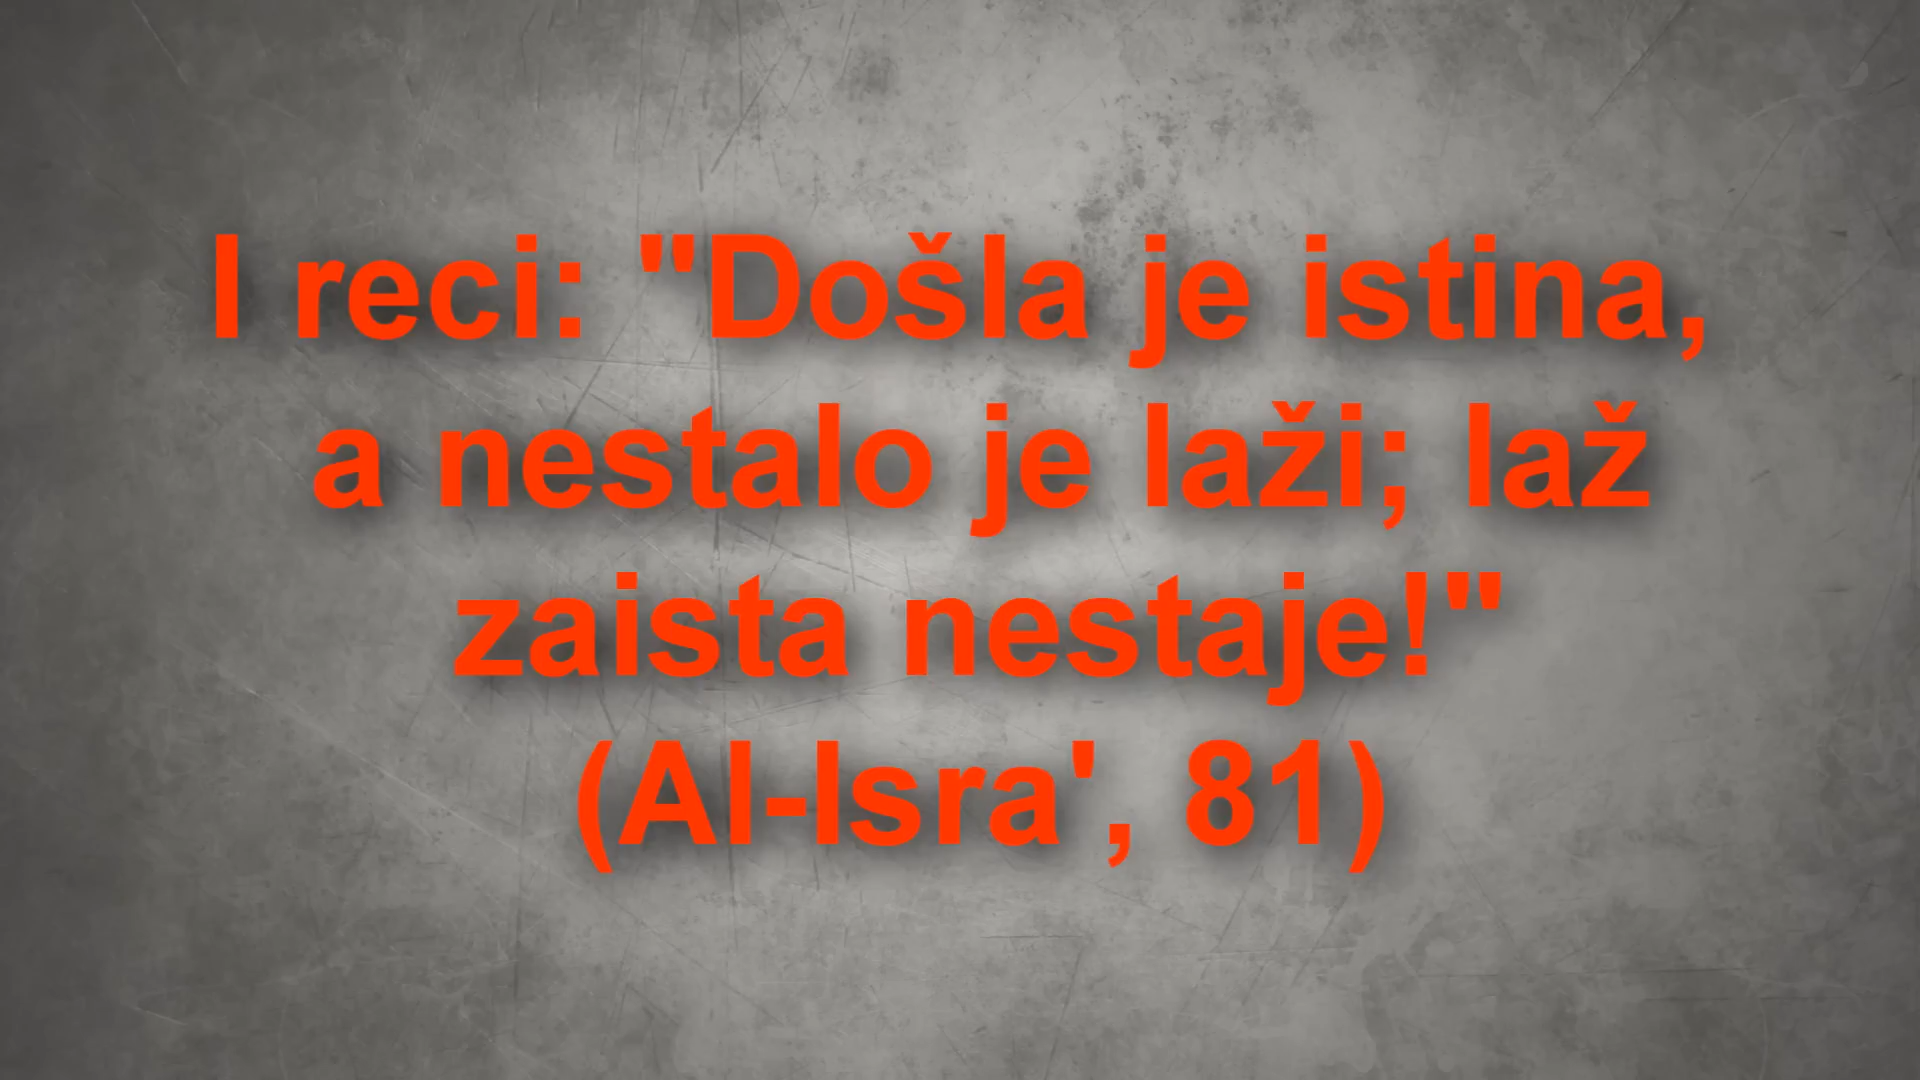 I reci: "Došla je istina,
a nestalo je laži; laž
zaista nestaje!"
(Al-Isra', 81)